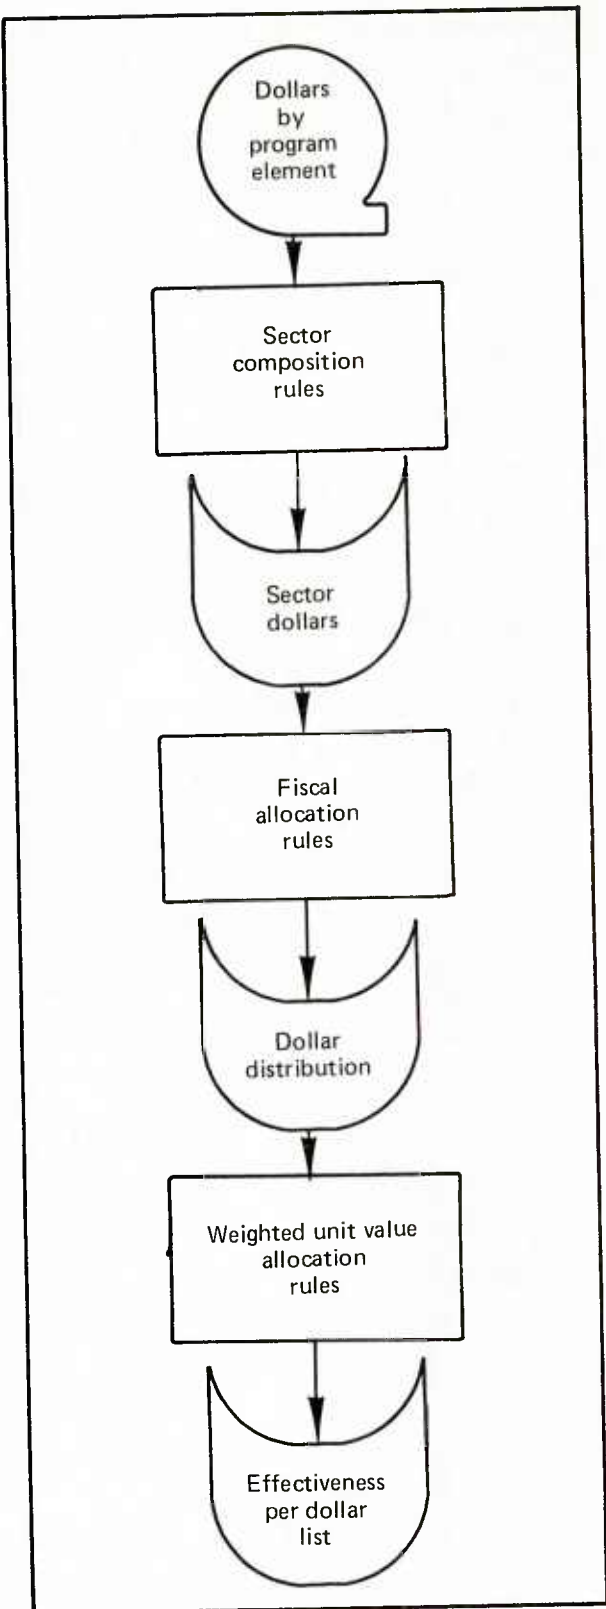 Dollars
by
program
element
Sector
composition
rules
Sector
dollars
Fiscal
allocation
rules
Dollar
distribution
Weighted unit value
allocation
rules
Effectiveness
per dollar
list